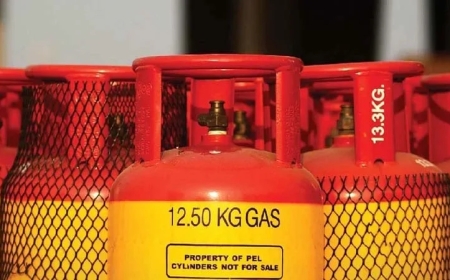 12.50 KG GAS
PROPERTY OF PEL
CYLINDERS NOT FOR SALE
13.3KG.